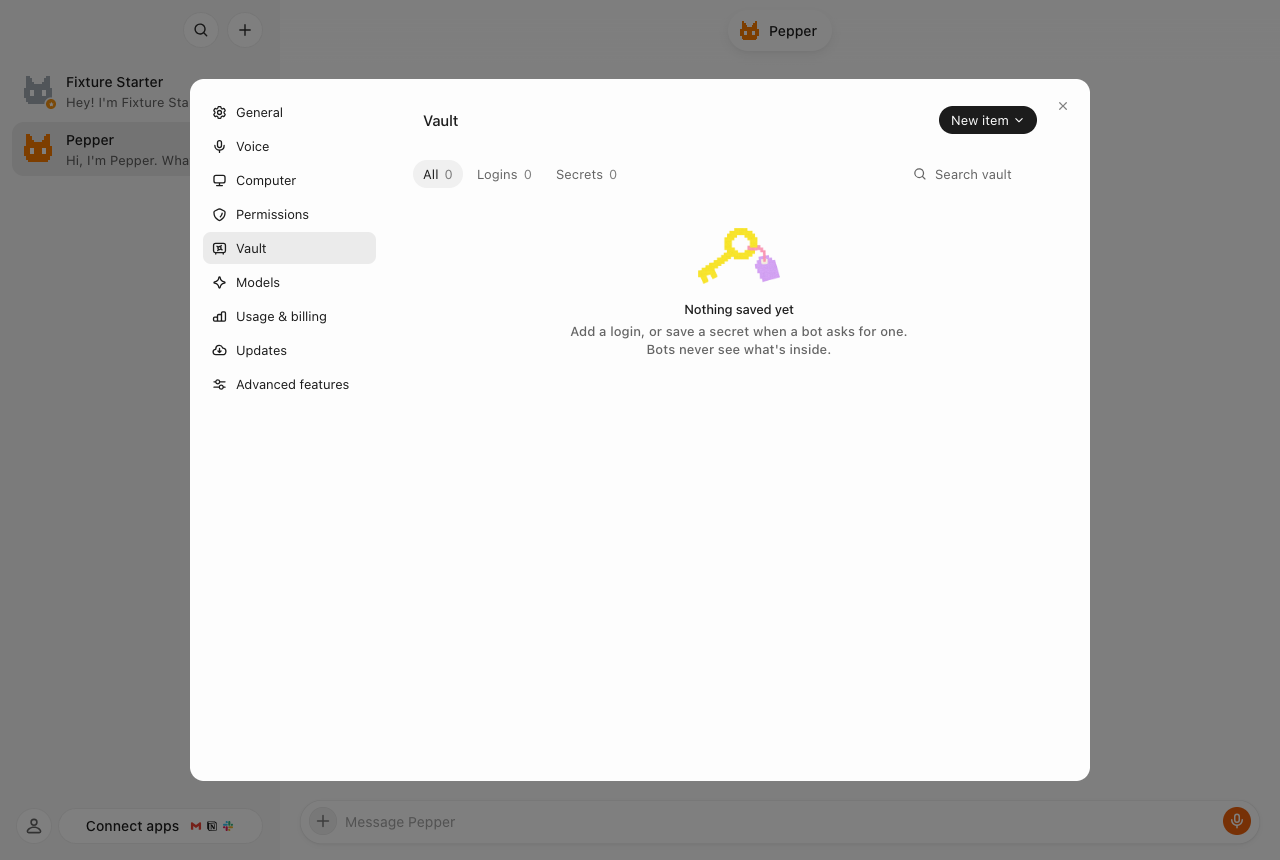 Pepper
Fixture Starter
Hey! I'm Fixture Sta
Pepper
Hi, I'm Pepper. Wha
General
Voice
Computer
Permissions
Vault
Models
Usage & billing
Updates
Advanced features
Vault
New item
All 0
Logins 0
Secrets 0
Search vault
Nothing saved yet
Add a login, or save a secret when a bot asks for one.
Bots never see what's inside.
Connect apps
Message Pepper